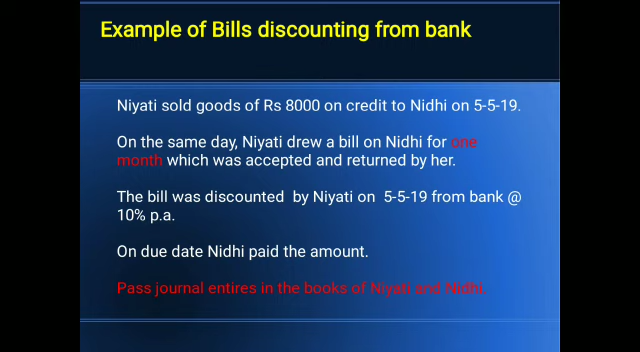 Example of Bills discounting from bank
Niyati sold goods of Rs 8000 on credit to Nidhi on 5-5-19.
On the same day, Niyati drew a bill on Nidhi for one
month which was accepted and returned by her.
The bill was discounted by Niyati on 5-5-19 from bank @
10% p.a.
On due date Nidhi paid the amount.
Pass journal entires in the books of Niyati and Nidhi.